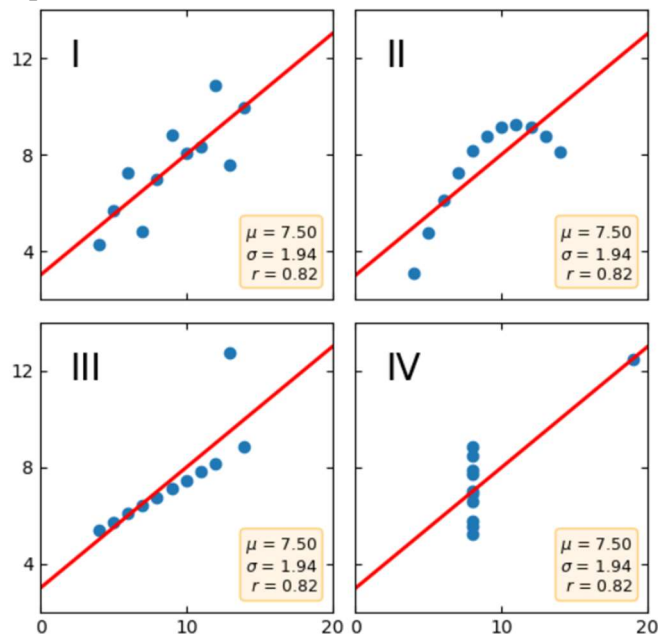 I
II
12
8
4
μ = 7.50
σ = 1.94
r = 0.82
μ = 7.50
σ = 1.94
r = 0.82
III
IV
12
8
4
μ = 7.50
σ = 1.94
r = 0.82
μ = 7.50
σ = 1.94
r = 0.82
0 10 20 0 10 20